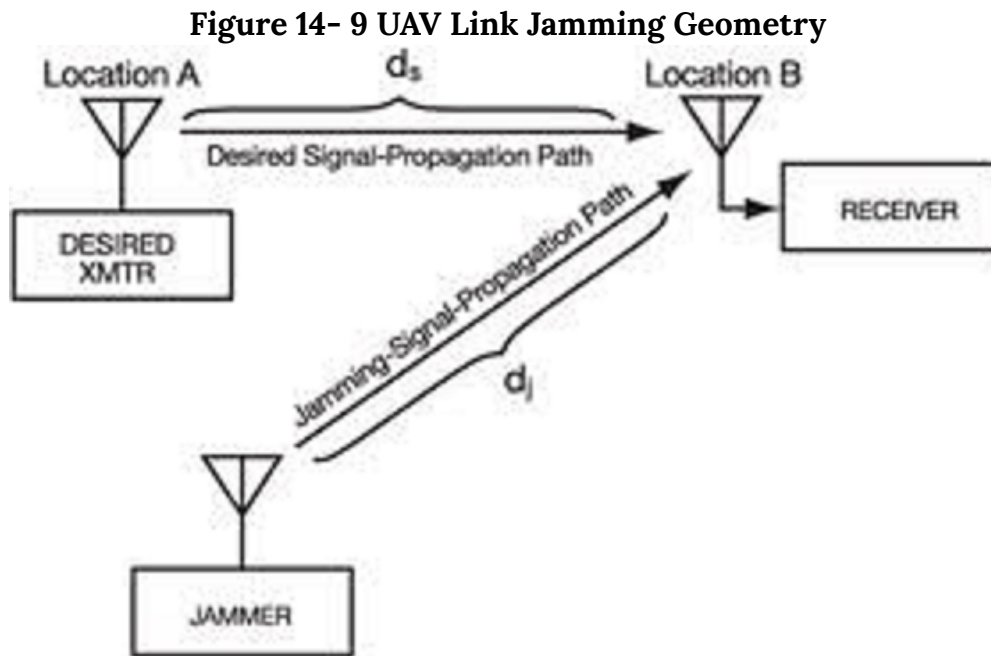 Figure 14- 9 UAV Link Jamming Geometry
Location A
dₛ
Location B
Desired Signal-Propagation Path
DESIRED
XMTR
RECEIVER
Jamming-Signal-Propagation Path
dⱼ
JAMMER